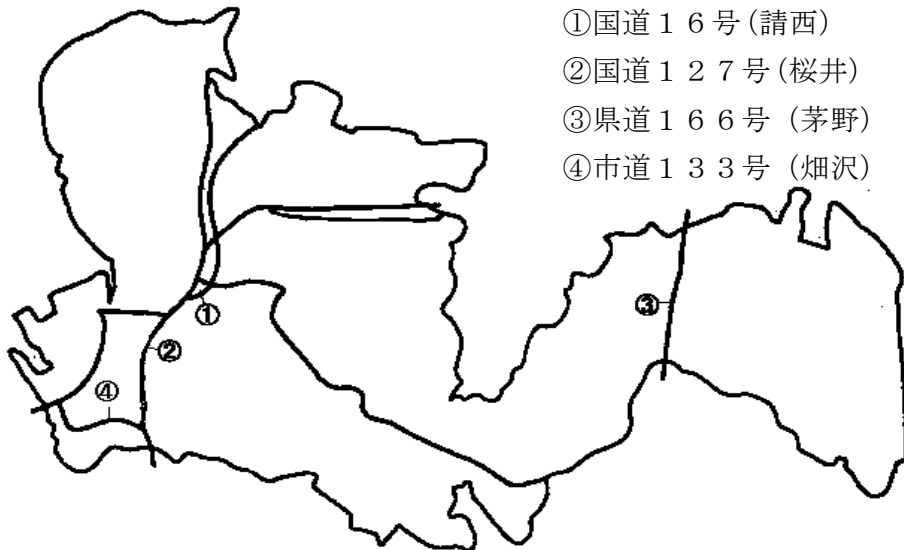 ①国道１６号(請西)
②国道１２７号(桜井)
③県道１６６号（茅野）
④市道１３３号（畑沢）
①
③
②
④